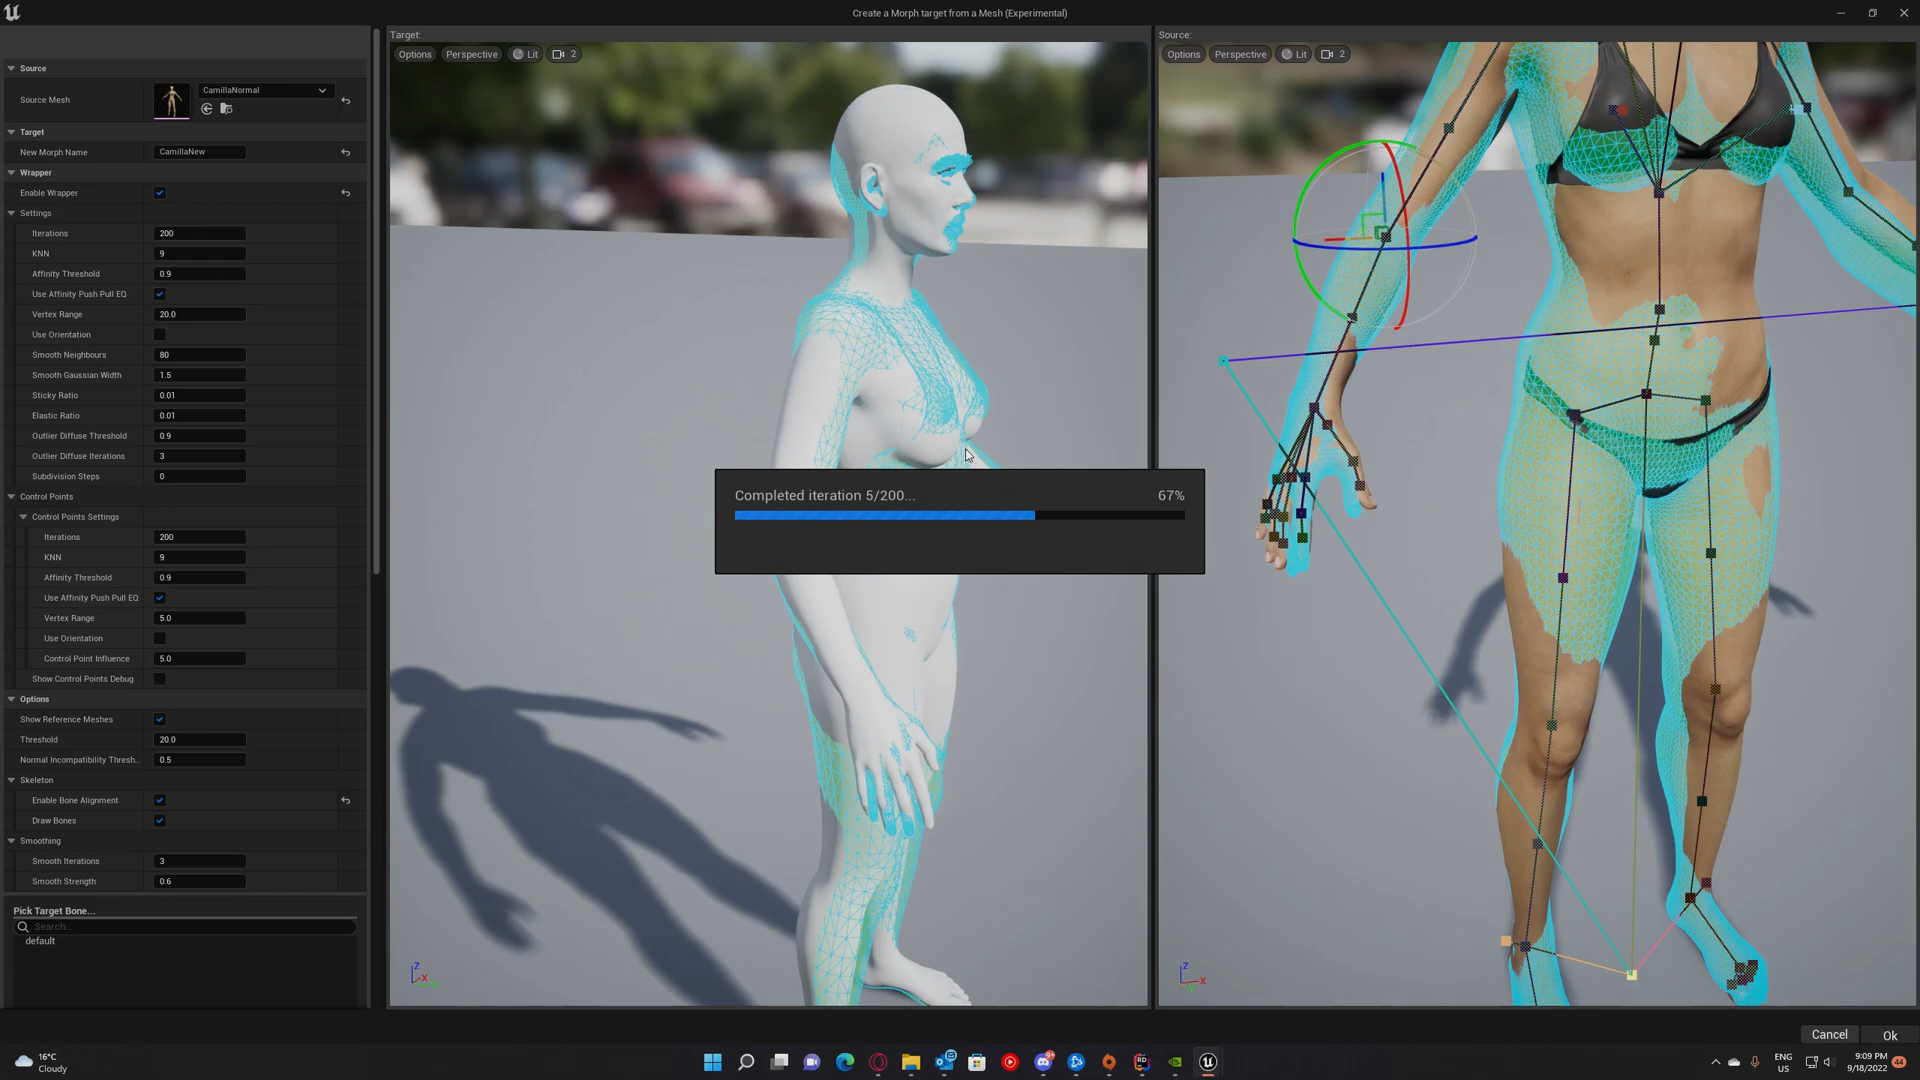 Create a Morph target from a Mesh (Experimental)
Target:
Source:
Options
Perspective
Lit
2
Options
Perspective
Lit
2
Source
Source Mesh
CamillaNormal
Target
New Morph Name
CamillaNew
Wrapper
Enable Wrapper
Settings
Iterations
200
KNN
9
Affinity Threshold
0.9
Use Affinity Push Pull EQ
Vertex Range
20.0
Use Orientation
Smooth Neighbours
80
Smooth Gaussian Width
1.5
Sticky Ratio
0.01
Elastic Ratio
0.01
Outlier Diffuse Threshold
0.9
Outlier Diffuse Iterations
3
Subdivision Steps
0
Control Points
Control Points Settings
Iterations
200
KNN
9
Affinity Threshold
0.9
Use Affinity Push Pull EQ
Vertex Range
5.0
Use Orientation
Control Point Influence
5.0
Show Control Points Debug
Options
Show Reference Meshes
Threshold
20.0
Normal Incompatibility Thresh..
0.5
Skeleton
Enable Bone Alignment
Draw Bones
Smoothing
Smooth Iterations
3
Smooth Strength
0.6
Pick Target Bone...
Search...
default
Completed iteration 5/200...
67%
Z
X
Z
X
Cancel
Ok
16°C
Cloudy
RD
ENG
US
9:09 PM
9/18/2022
44